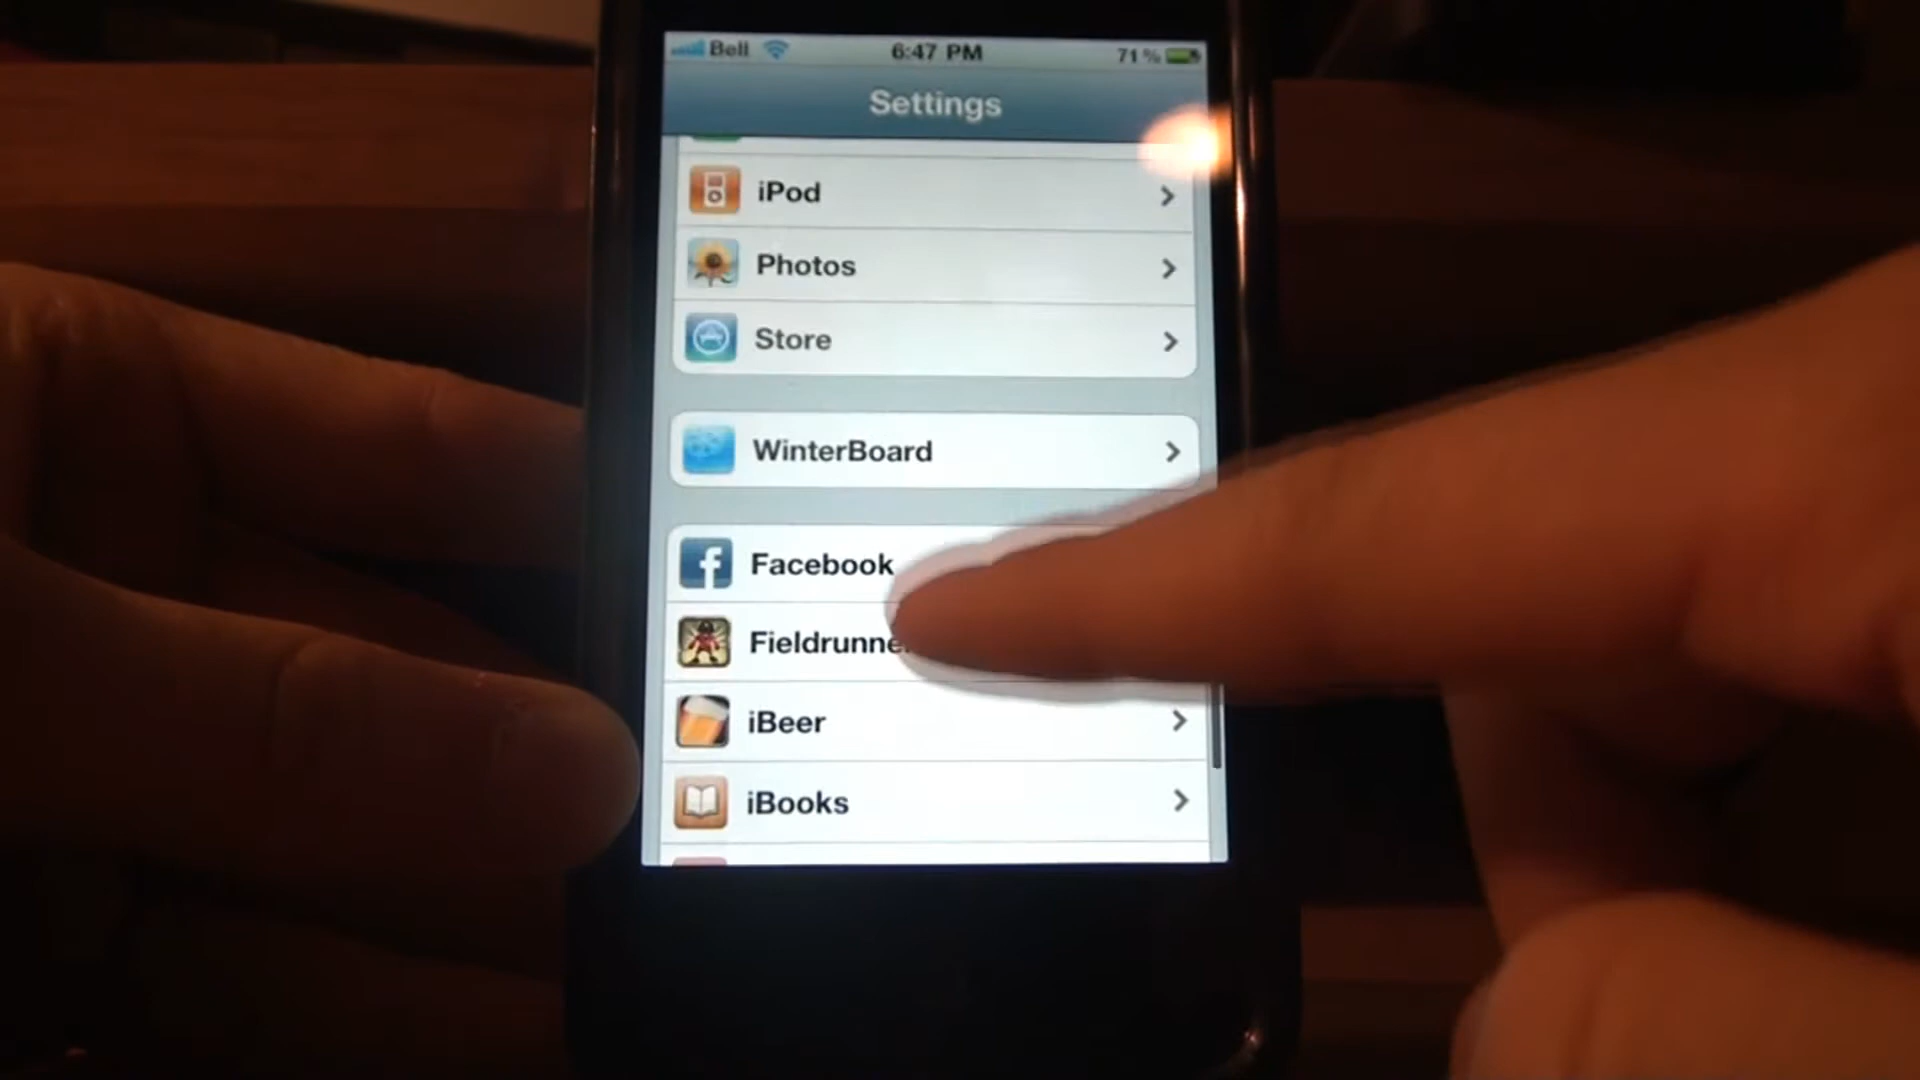 Bell 6:47 PM 71%
Settings
iPod
Photos
Store
WinterBoard
Facebook
Fieldrunne
iBeer
iBooks